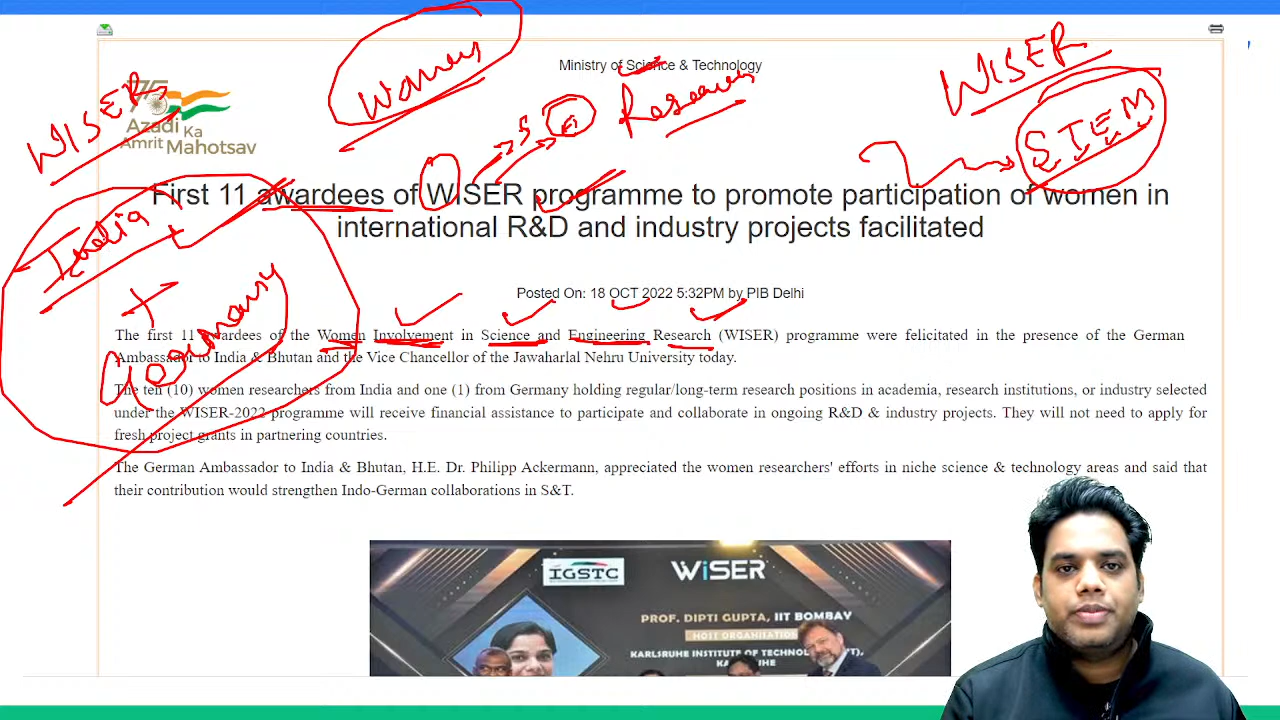 Women
WISER
Ministry of Science & Technology
WISER
STEM
S
E
Research
75
Azadi Ka
Amrit Mahotsav
First 11 awardees of WISER programme to promote participation of women in
international R&D and industry projects facilitated
India
+
Germany
Posted On: 18 OCT 2022 5:32PM by PIB Delhi
The first 11 awardees of the Women Involvement in Science and Engineering Research (WISER) programme were felicitated in the presence of the German
Ambassador to India & Bhutan and the Vice Chancellor of the Jawaharlal Nehru University today.
The ten (10) women researchers from India and one (1) from Germany holding regular/long-term research positions in academia, research institutions, or industry selected
under the WISER-2022 programme will receive financial assistance to participate and collaborate in ongoing R&D & industry projects. They will not need to apply for
fresh project grants in partnering countries.
The German Ambassador to India & Bhutan, H.E. Dr. Philipp Ackermann, appreciated the women researchers' efforts in niche science & technology areas and said that
their contribution would strengthen Indo-German collaborations in S&T.
IGSTC WiSER
PROF. DIPTI GUPTA, IIT BOMBAY
HOST ORGANISATION
KARLSRUHE INSTITUTE OF TECHNOLOGY (KIT),
KARLSRUHE